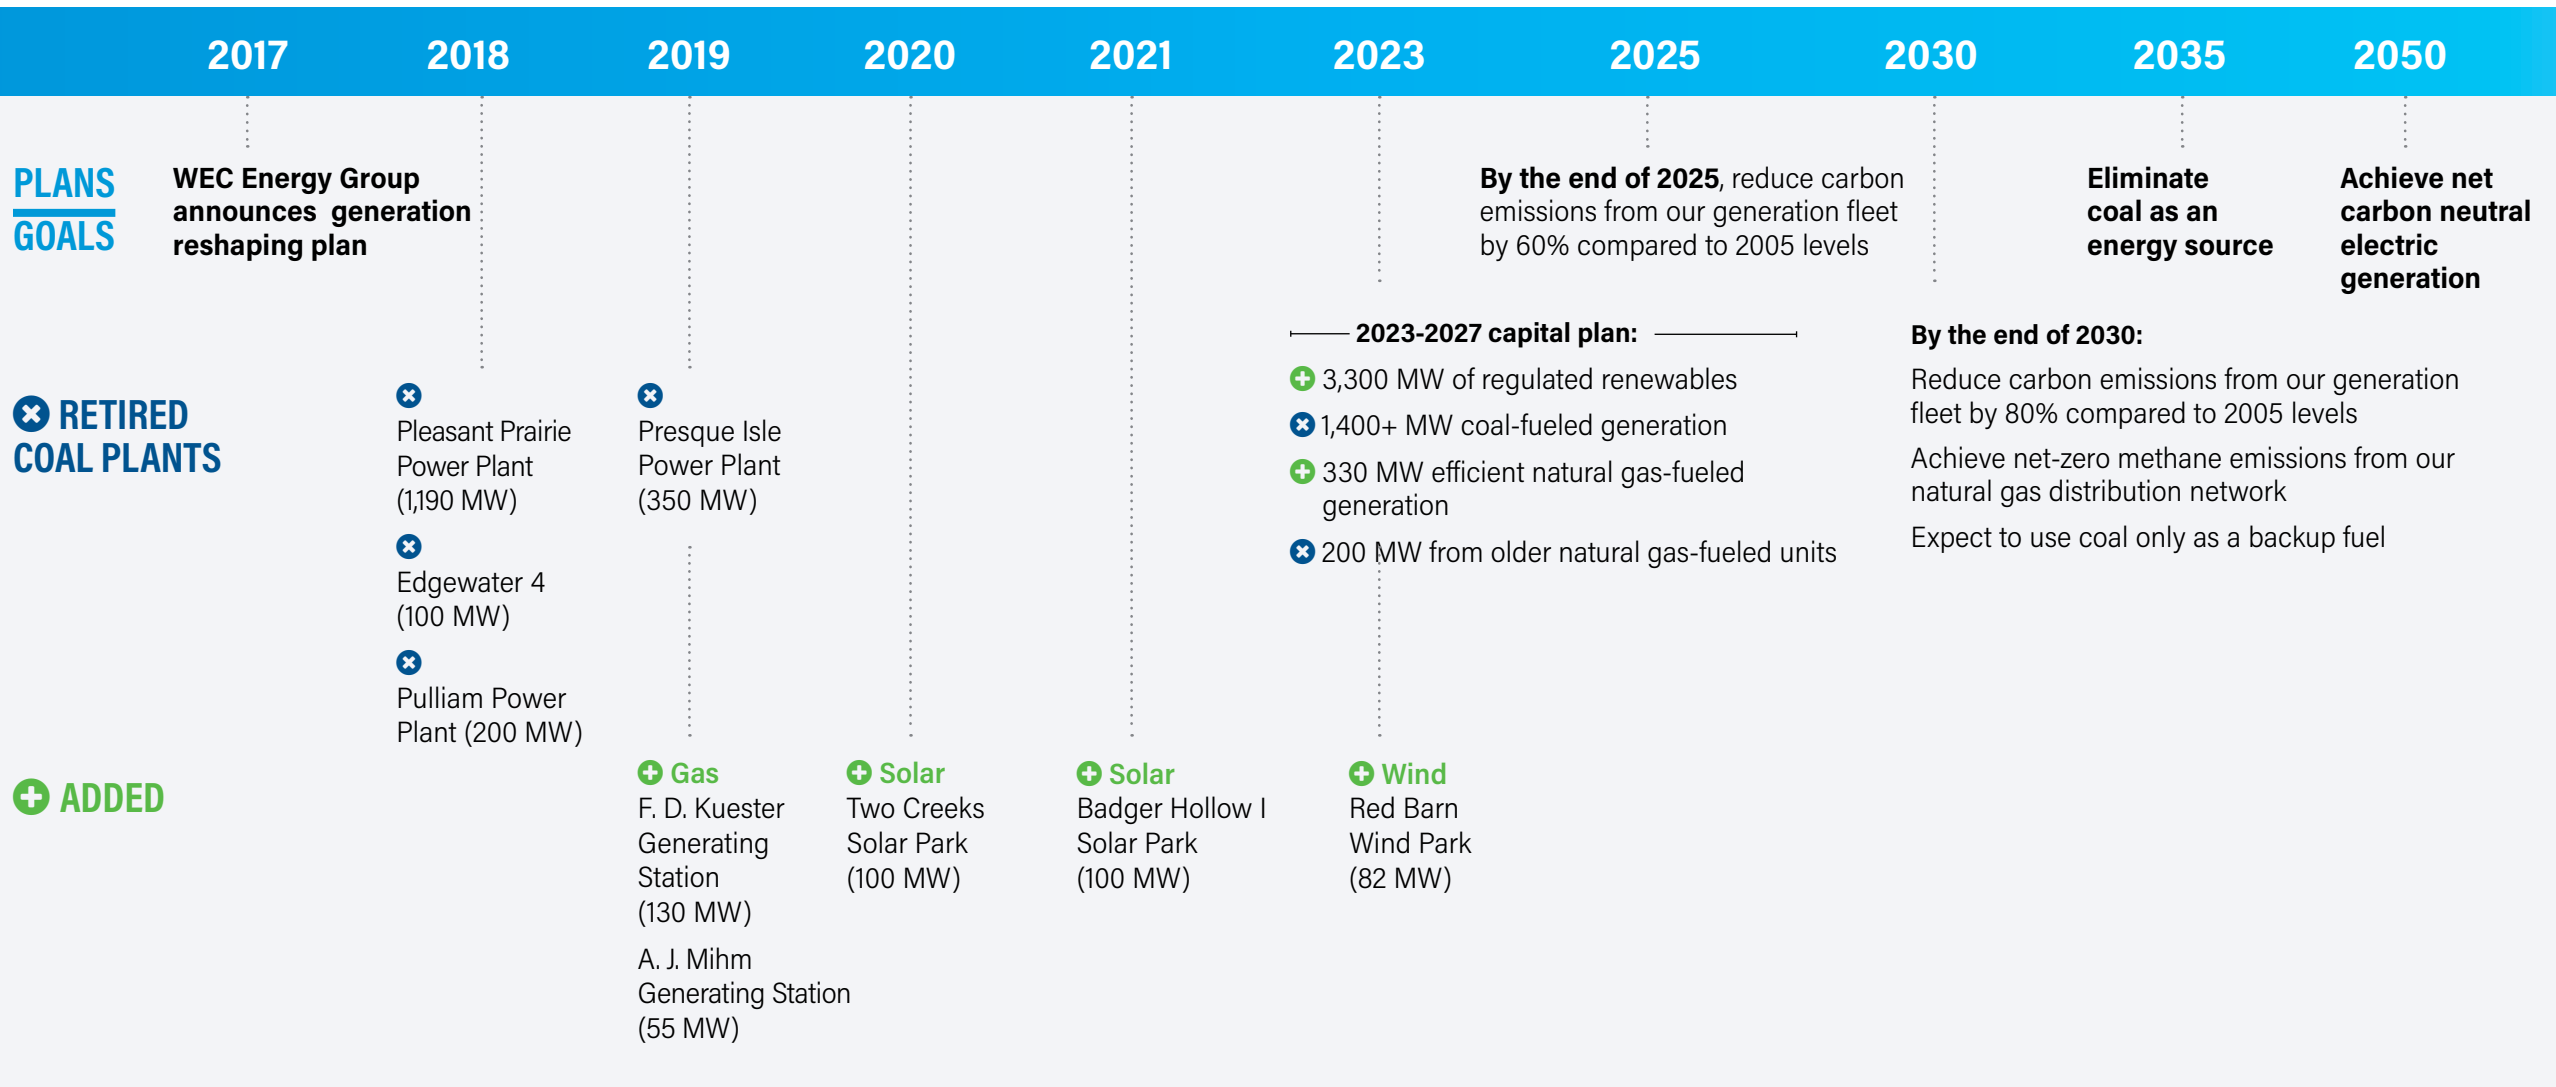 2017 2018 2019 2020 2021 2023 2025 2030 2035 2050
PLANS
GOALS
WEC Energy Group
announces generation
reshaping plan
By the end of 2025, reduce carbon
emissions from our generation fleet
by 60% compared to 2005 levels
Eliminate
coal as an
energy source
Achieve net
carbon neutral
electric
generation
RETIRED
COAL PLANTS
Pleasant Prairie
Power Plant
(1,190 MW)
Edgewater 4
(100 MW)
Pulliam Power
Plant (200 MW)
Presque Isle
Power Plant
(350 MW)
2023-2027 capital plan:
3,300 MW of regulated renewables
1,400+ MW coal-fueled generation
330 MW efficient natural gas-fueled
generation
200 MW from older natural gas-fueled units
By the end of 2030:
Reduce carbon emissions from our generation
fleet by 80% compared to 2005 levels
Achieve net-zero methane emissions from our
natural gas distribution network
Expect to use coal only as a backup fuel
ADDED
Gas
F. D. Kuester
Generating
Station
(130 MW)
A. J. Mihm
Generating Station
(55 MW)
Solar
Two Creeks
Solar Park
(100 MW)
Solar
Badger Hollow I
Solar Park
(100 MW)
Wind
Red Barn
Wind Park
(82 MW)